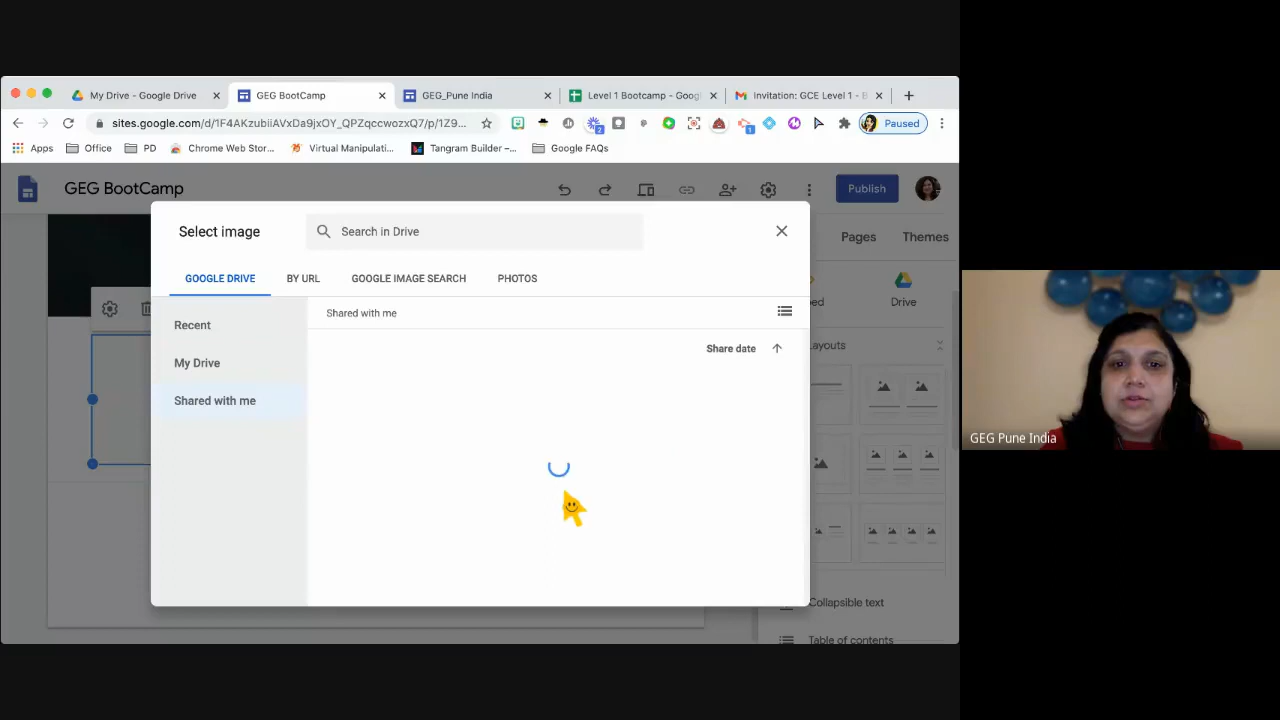 My Drive - Google Drive
GEG BootCamp
GEG_Pune India
Level 1 Bootcamp - Goog
Invitation: GCE Level 1 - B
sites.google.com/d/1F4AKzubiiAVxDa9jxOY_QPZqccwozxQ7/p/1Z9...
2
1
Paused
Apps
Office
PD
Chrome Web Stor...
Virtual Manipulati...
Tangram Builder –...
Google FAQs
GEG BootCamp
Publish
Select image
Search in Drive
Pages
Themes
GOOGLE DRIVE
BY URL
GOOGLE IMAGE SEARCH
PHOTOS
Drive
Recent
Shared with me
My Drive
Share date
Shared with me
GEG Pune India
Collapsible text
Table of contents